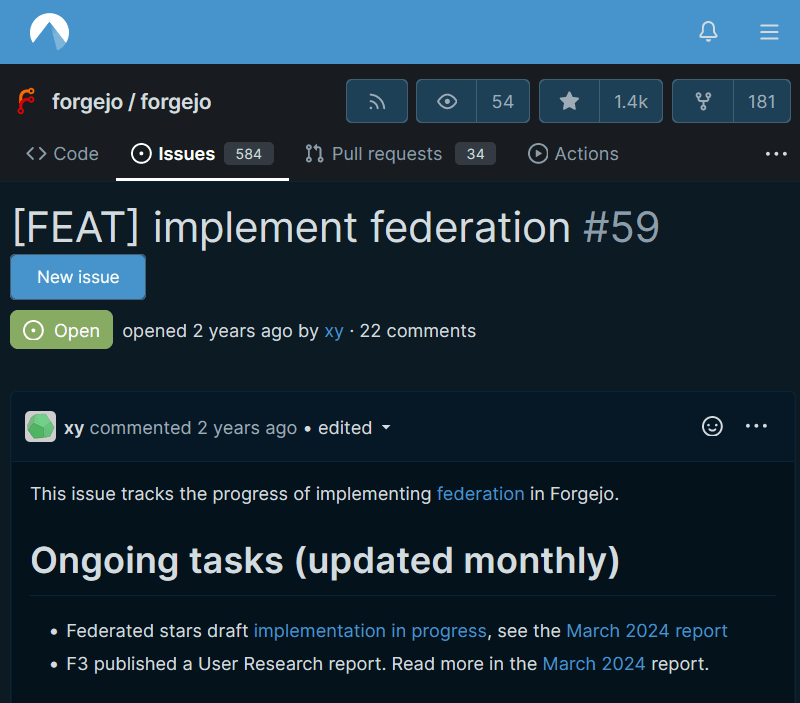 forgejo / forgejo
54
1.4k
181
Code
Issues 584
Pull requests 34
Actions
[FEAT] implement federation #59
New issue
Open opened 2 years ago by xy · 22 comments
xy commented 2 years ago • edited
This issue tracks the progress of implementing federation in Forgejo.
Ongoing tasks (updated monthly)
• Federated stars draft implementation in progress, see the March 2024 report
• F3 published a User Research report. Read more in the March 2024 report.